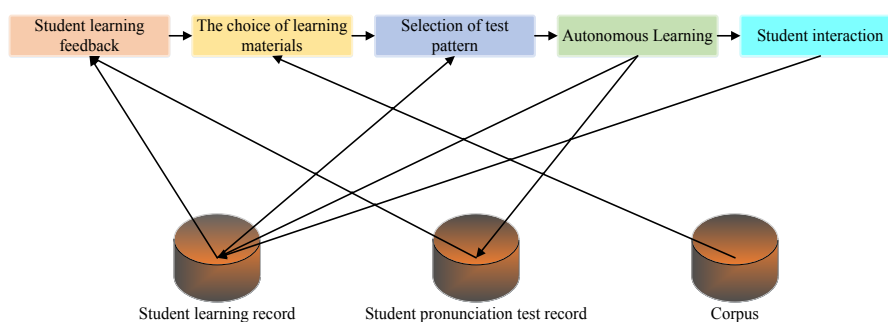 Student learning
feedback
The choice of learning
materials
Selection of test
pattern
Autonomous Learning
Student interaction
Student learning record
Student pronunciation test record
Corpus